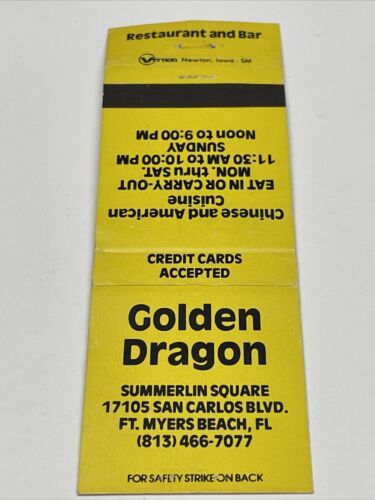 Restaurant and Bar
Vernon Newton, Iowa - SM
Chinese and American
Cuisine
EAT IN OR CARRY-OUT
MON. thru SAT.
11:30 AM to 10:00 PM
SUNDAY
Noon to 9:00 PM
CREDIT CARDS
ACCEPTED
Golden
Dragon
SUMMERLIN SQUARE
17105 SAN CARLOS BLVD.
FT. MYERS BEACH, FL
(813) 466-7077
FOR SAFETY STRIKE ON BACK